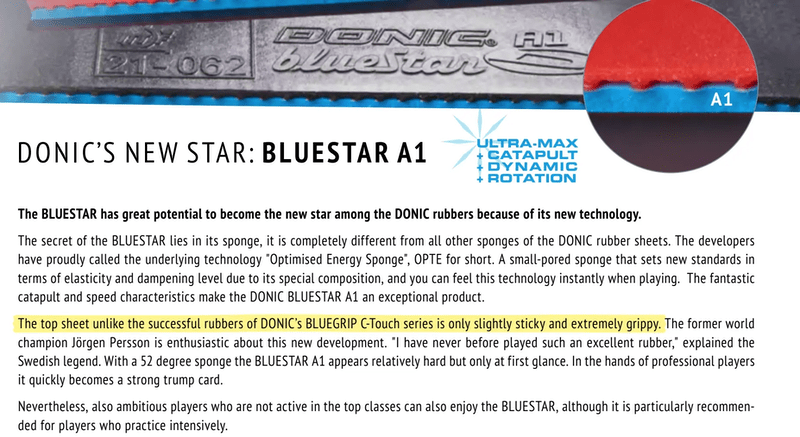 DONIC A1
ittf
21-062 bluestar
A1
DONIC'S NEW STAR: BLUESTAR A1
ULTRA-MAX
+ CATAPULT
+ DYNAMIC
+ ROTATION
The BLUESTAR has great potential to become the new star among the DONIC rubbers because of its new technology.
The secret of the BLUESTAR lies in its sponge, it is completely different from all other sponges of the DONIC rubber sheets. The developers
have proudly called the underlying technology "Optimised Energy Sponge", OPTE for short. A small-pored sponge that sets new standards in
terms of elasticity and dampening level due to its special composition, and you can feel this technology instantly when playing. The fantastic
catapult and speed characteristics make the DONIC BLUESTAR A1 an exceptional product.
The top sheet unlike the successful rubbers of DONIC's BLUEGRIP C-Touch series is only slightly sticky and extremely grippy. The former world
champion Jörgen Persson is enthusiastic about this new development. "I have never before played such an excellent rubber," explained the
Swedish legend. With a 52 degree sponge the BLUESTAR A1 appears relatively hard but only at first glance. In the hands of professional players
it quickly becomes a strong trump card.
Nevertheless, also ambitious players who are not active in the top classes can also enjoy the BLUESTAR, although it is particularly recommen-
ded for players who practice intensively.